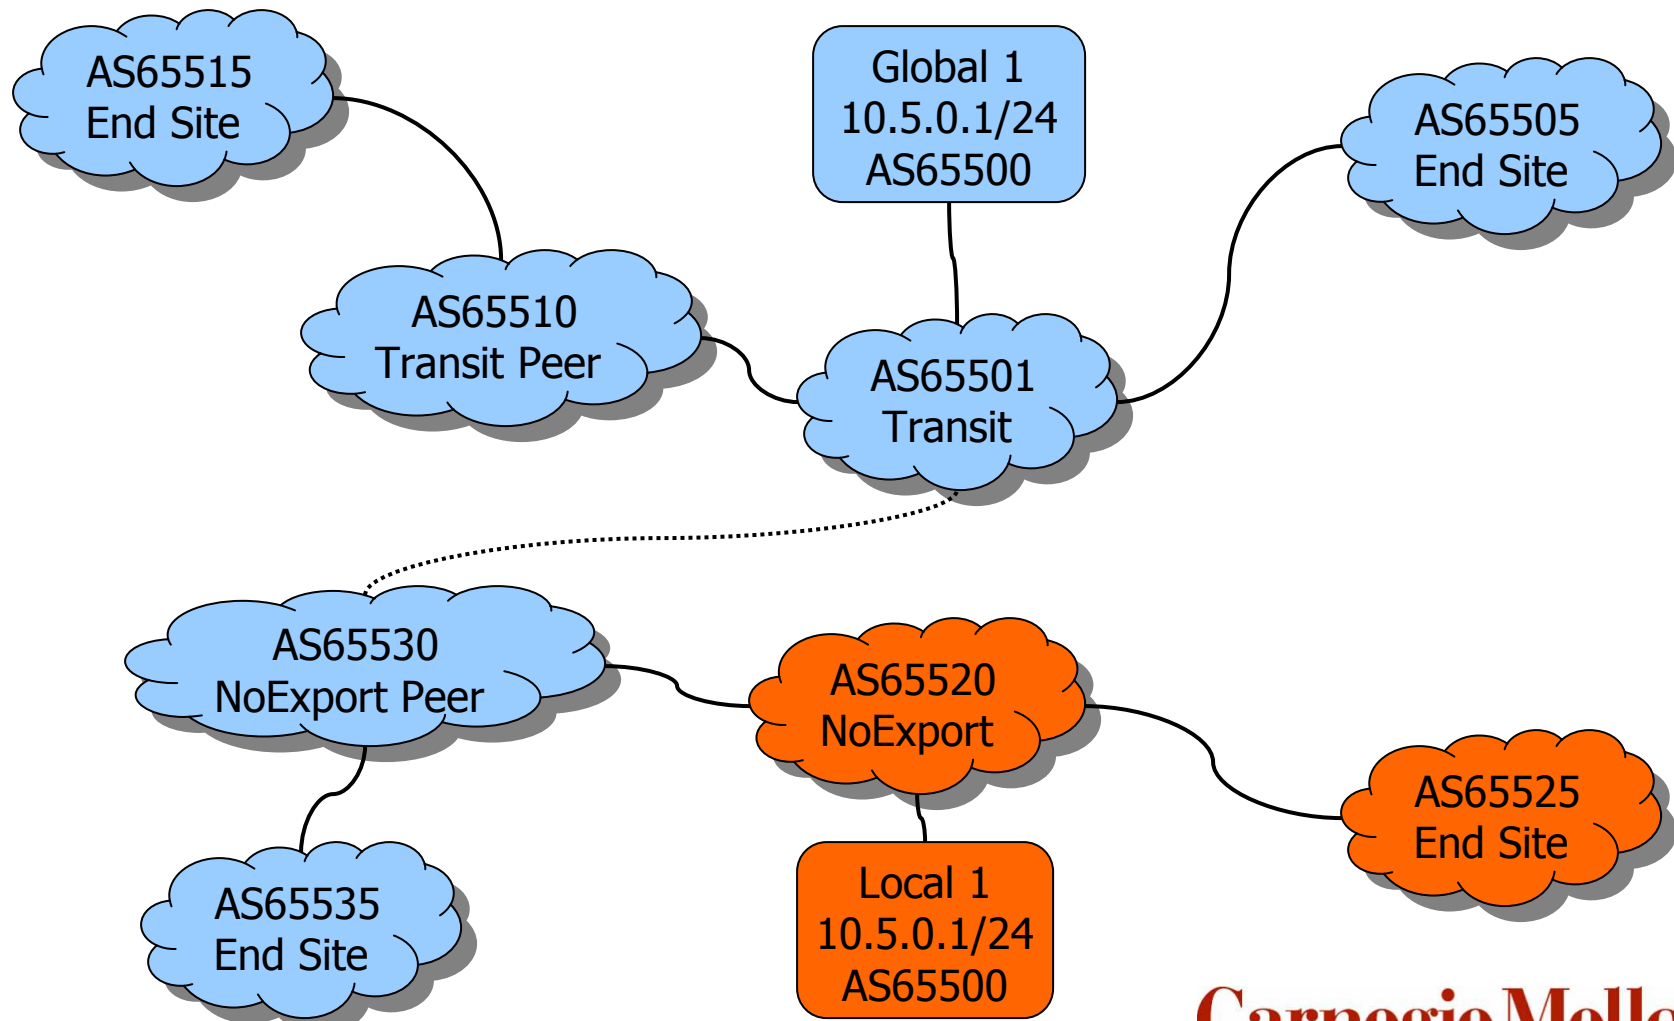 AS65515
End Site
Global 1
10.5.0.1/24
AS65500
AS65505
End Site
AS65510
Transit Peer
AS65501
Transit
AS65530
NoExport Peer
AS65520
NoExport
AS65525
End Site
AS65535
End Site
Local 1
10.5.0.1/24
AS65500
Carnegie